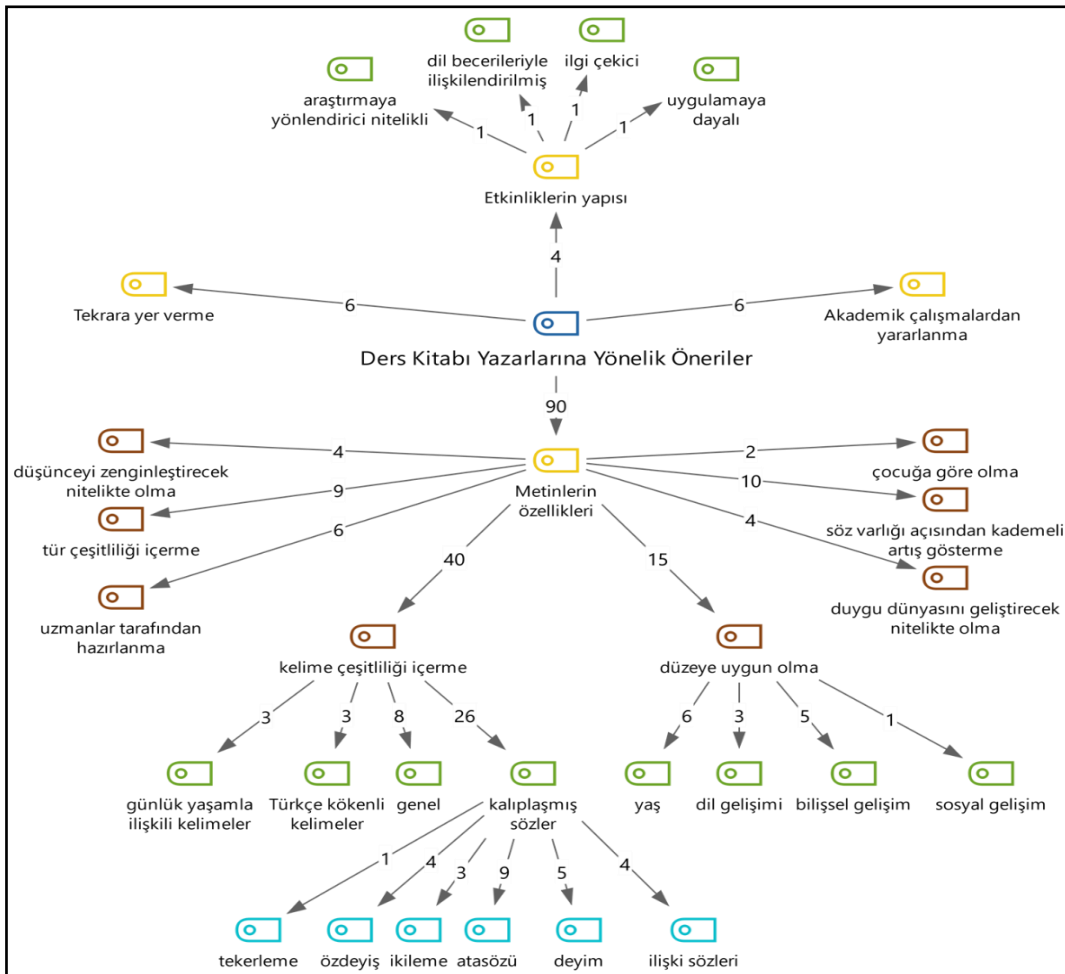 dil becerileriyle
ilişkilendirilmiş
ilgi çekici
araştırmaya
yönlendirici nitelikli
uygulamaya
dayalı
1
1
1
1
Etkinliklerin yapısı
4
Tekrara yer verme
6
6
Akademik çalışmalardan
yararlanma
Ders Kitabı Yazarlarına Yönelik Öneriler
90
düşünceyi zenginleştirecek
nitelikte olma
4
Metinlerin
özellikleri
2
çocuğa göre olma
tür çeşitliliği içerme
9
10
söz varlığı açısından kademeli
artış gösterme
uzmanlar tarafından
hazırlanma
6
4
duygu dünyasını geliştirecek
nitelikte olma
40
15
kelime çeşitliliği içerme
düzeye uygun olma
3
3
8
26
6
3
5
1
günlük yaşamla
ilişkili kelimeler
Türkçe kökenli
kelimeler
genel
kalıplaşmış
sözler
yaş
dil gelişimi
bilişsel gelişim
sosyal gelişim
1
4
3
9
5
4
tekerleme
özdeyiş
ikileme
atasözü
deyim
ilişki sözleri